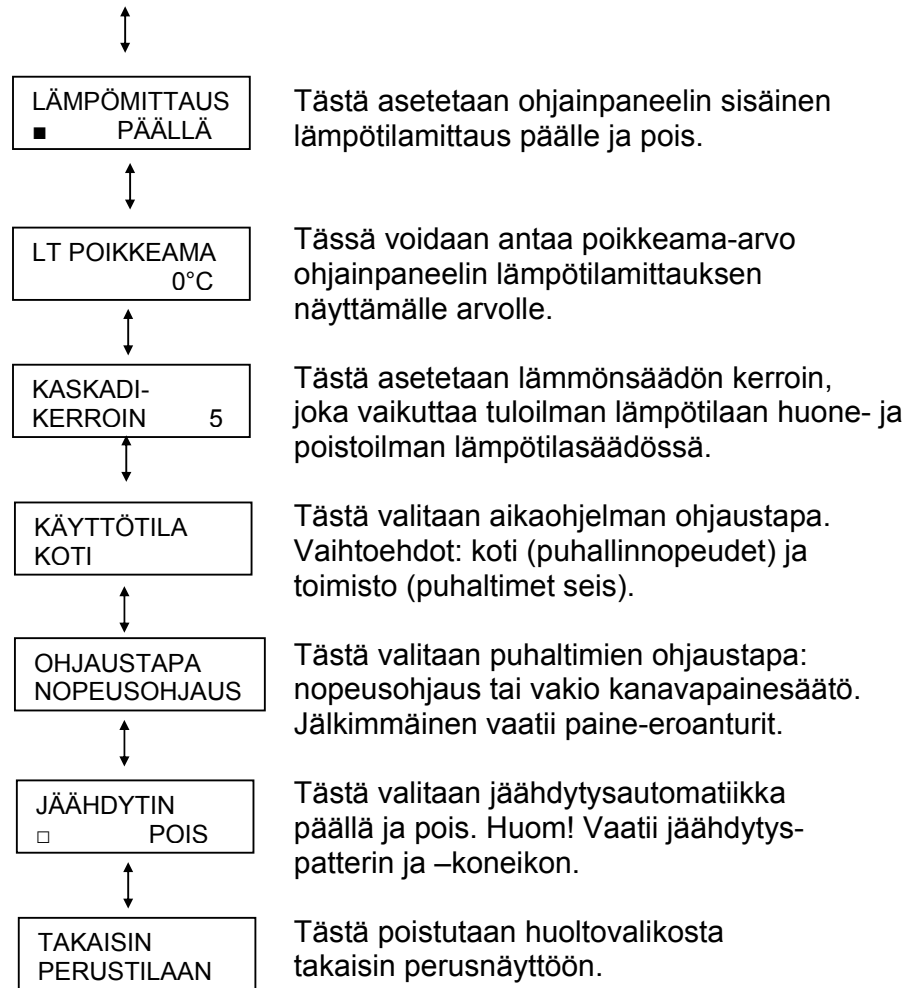 LÄMPÖMITTAUS
■ PÄÄLLÄ
Tästä asetetaan ohjainpaneelin sisäinen
lämpötilamittaus päälle ja pois.
LT POIKKEAMA
0°C
Tässä voidaan antaa poikkeama-arvo
ohjainpaneelin lämpötilamittauksen
näyttämälle arvolle.
KASKADI-
KERROIN 5
Tästä asetetaan lämmönsäädön kerroin,
joka vaikuttaa tuloilman lämpötilaan huone- ja
poistoilman lämpötilasäädössä.
KÄYTTÖTILA
KOTI
Tästä valitaan aikaohjelman ohjaustapa.
Vaihtoehdot: koti (puhallinnopeudet) ja
toimisto (puhaltimet seis).
OHJAUSTAPA
NOPEUSOHJAUS
Tästä valitaan puhaltimien ohjaustapa:
nopeusohjaus tai vakio kanavapainesäätö.
Jälkimmäinen vaatii paine-eroanturit.
JÄÄHDYTIN
□ POIS
Tästä valitaan jäähdytysautomatiikka
päällä ja pois. Huom! Vaatii jäähdytys-
patterin ja –koneikon.
TAKAISIN
PERUSTILAAN
Tästä poistutaan huoltovalikosta
takaisin perusnäyttöön.